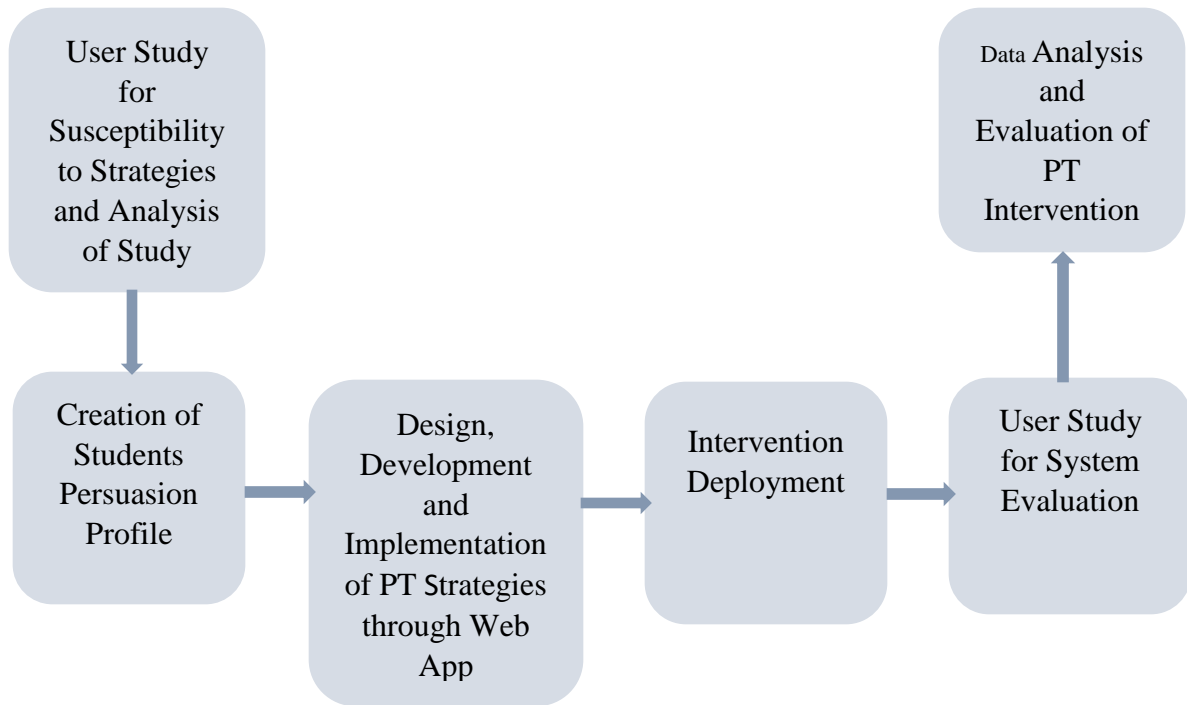 User Study
for
Susceptibility
to Strategies
and Analysis
of Study
Creation of
Students
Persuasion
Profile
Design,
Development
and
Implementation
of PT Strategies
through Web
App
Intervention
Deployment
User Study
for System
Evaluation
Data Analysis
and
Evaluation of
PT
Intervention